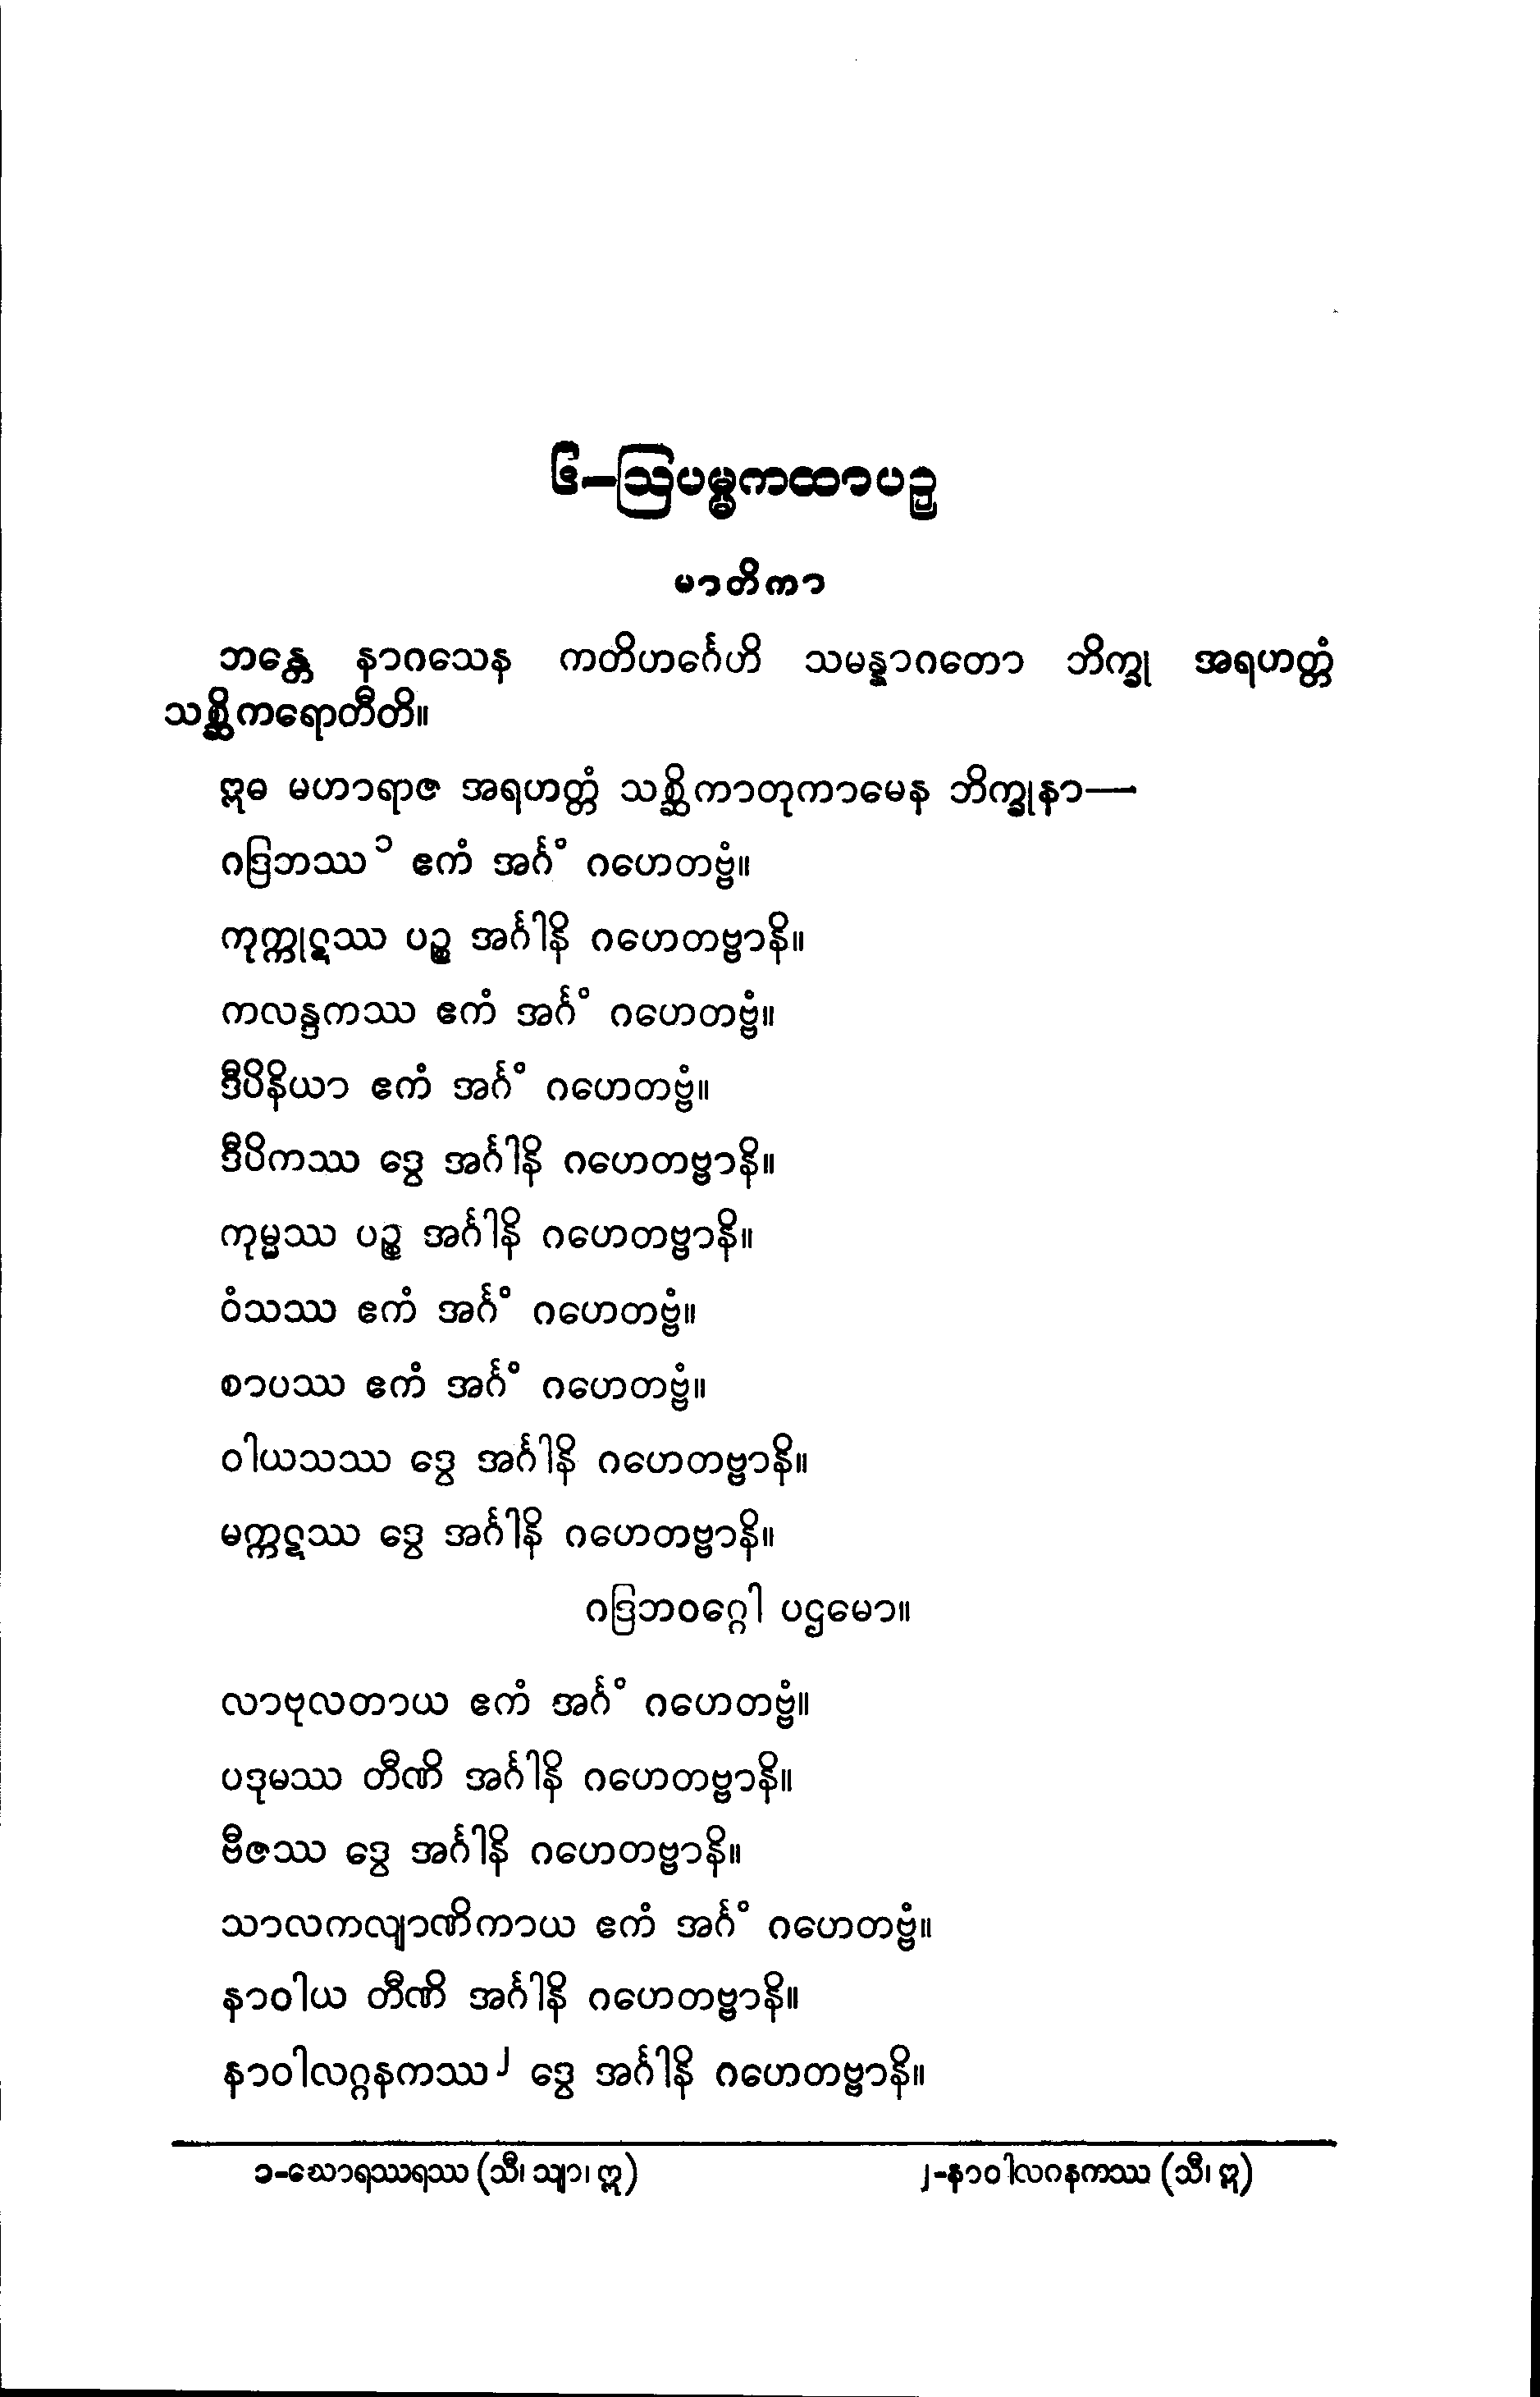 ၆–ဩပမ္မကထာပဉှ
မာတိကာ
ဘန္တေ နာဂသေန ကတိဟင်္ဂေဟိ သမန္နာဂတော ဘိက္ခု အရဟတ္တံ
သစ္ဆိကရောတီတိ။
ဣဓ မဟာရာဇ အရဟတ္တံ သစ္ဆိကာတုကာမေန ဘိက္ခုနာ—
ဂဒြဘဿ၁ ဧကံ အင်္ဂံ ဂဟေတဗ္ဗံ။
ကုက္ကုဋဿ ပဉ္စ အင်္ဂါနိ ဂဟေတဗ္ဗာနိ။
ကလန္ဒကဿ ဧကံ အင်္ဂံ ဂဟေတဗ္ဗံ။
ဒီပိနိယာ ဧကံ အင်္ဂံ ဂဟေတဗ္ဗံ။
ဒီပိကဿ ဒွေ အင်္ဂါနိ ဂဟေတဗ္ဗာနိ။
ကုမ္မဿ ပဉ္စ အင်္ဂါနိ ဂဟေတဗ္ဗာနိ။
ဝံသဿ ဧကံ အင်္ဂံ ဂဟေတဗ္ဗံ။
စာပဿ ဧကံ အင်္ဂံ ဂဟေတဗ္ဗံ။
ဝါယသဿ ဒွေ အင်္ဂါနိ ဂဟေတဗ္ဗာနိ။
မက္ကဋဿ ဒွေ အင်္ဂါနိ ဂဟေတဗ္ဗာနိ။
ဂဒြဘဝဂ္ဂေါ ပဌမော။
လာဗုလတာယ ဧကံ အင်္ဂံ ဂဟေတဗ္ဗံ။
ပဒုမဿ တီဏိ အင်္ဂါနိ ဂဟေတဗ္ဗာနိ။
ဗီဇဿ ဒွေ အင်္ဂါနိ ဂဟေတဗ္ဗာနိ။
သာလကလျာဏိကာယ ဧကံ အင်္ဂံ ဂဟေတဗ္ဗံ။
နာဝါယ တီဏိ အင်္ဂါနိ ဂဟေတဗ္ဗာနိ။
နာဝါလဂ္ဂနကဿ၂ ဒွေ အင်္ဂါနိ ဂဟေတဗ္ဗာနိ။
၁-ဃောရဿရဿ (သီ၊ သျာ၊ ဣ) ၂-နာဝါလဂနကဿ (သီ၊ ဣ)